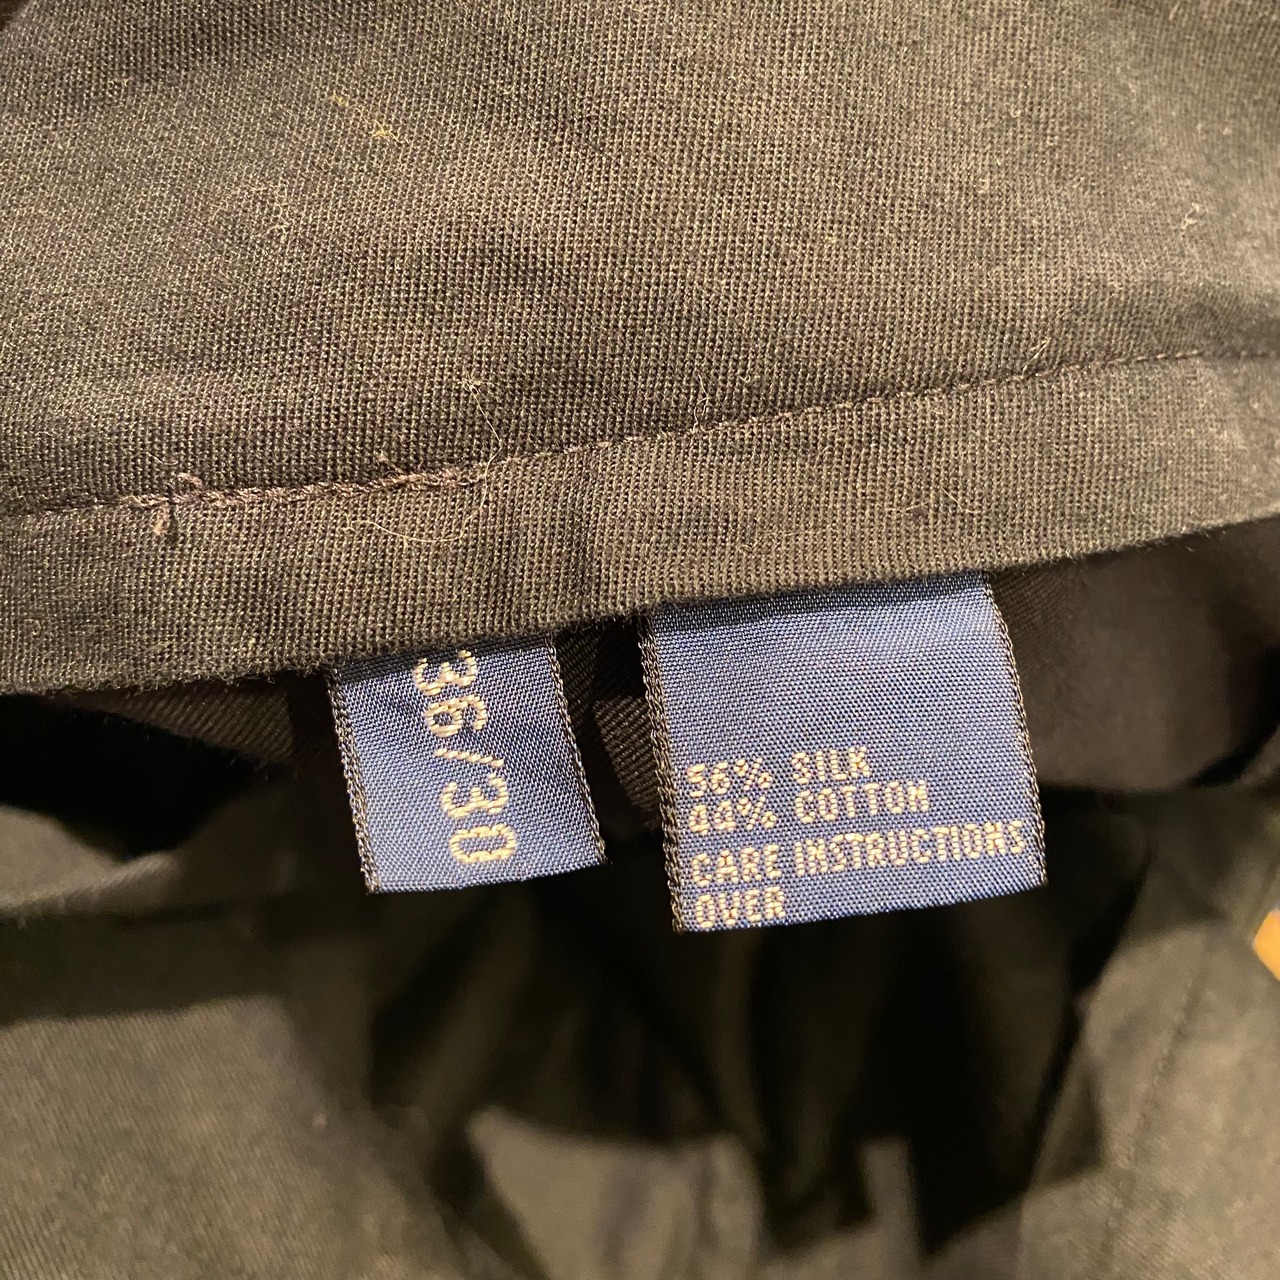 36/30
56% SILK
44% COTTON
CARE INSTRUCTIONS
OVER